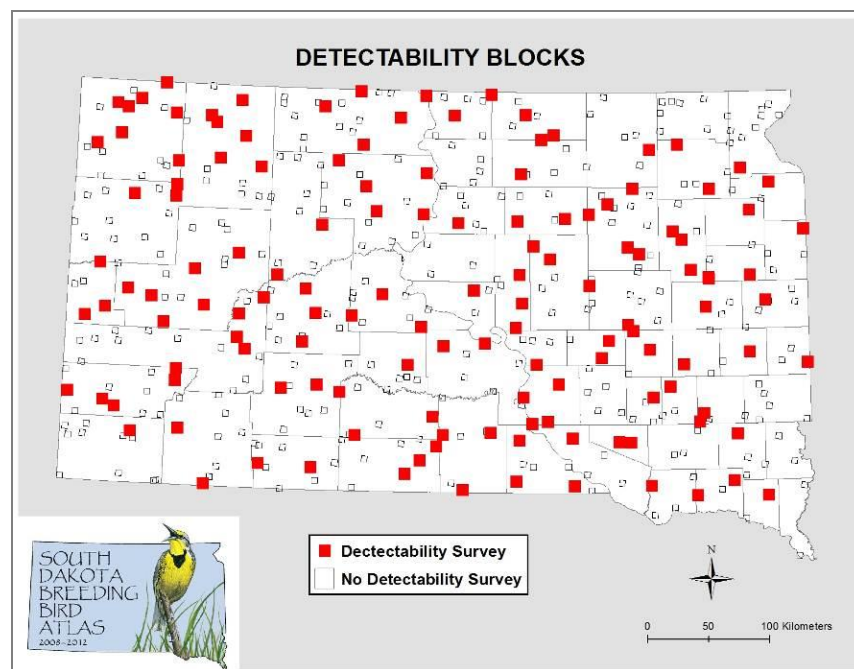 DETECTABILITY BLOCKS
Dectectability Survey
No Detectability Survey
N
0 50 100 Kilometers
SOUTH
DAKOTA
BREEDING
BIRD
ATLAS
2008-2012